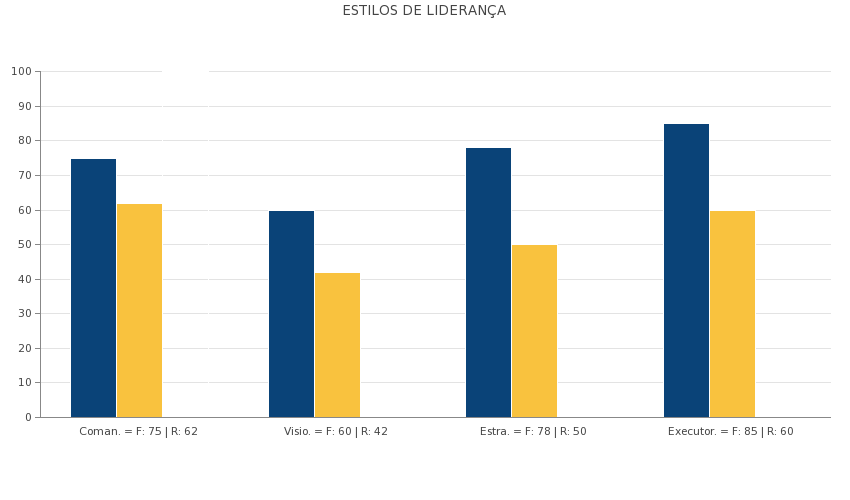 ESTILOS DE LIDERANÇA
100
90
80
70
60
50
40
30
20
10
0
Coman. = F: 75 | R: 62
Visio. = F: 60 | R: 42
Estra. = F: 78 | R: 50
Executor. = F: 85 | R: 60